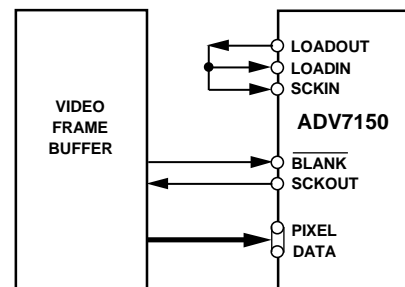 VIDEO
FRAME
BUFFER
LOADOUT
LOADIN
SCKIN
ADV7150
BLANK
SCKOUT
PIXEL
DATA